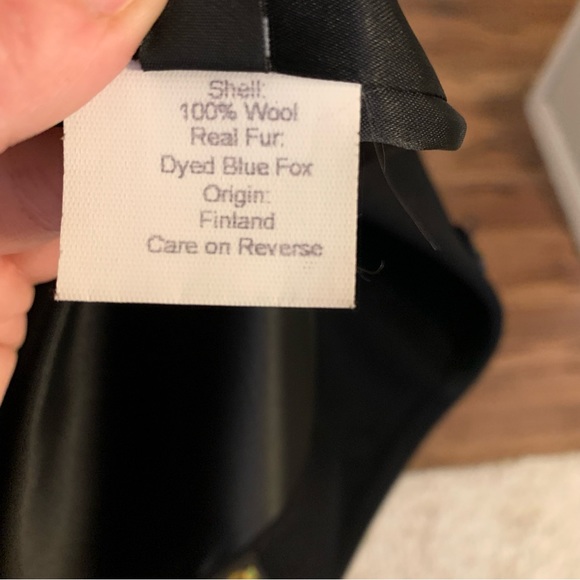 Shell:
100% Wool
Real Fur:
Dyed Blue Fox
Origin:
Finland
Care on Reverse